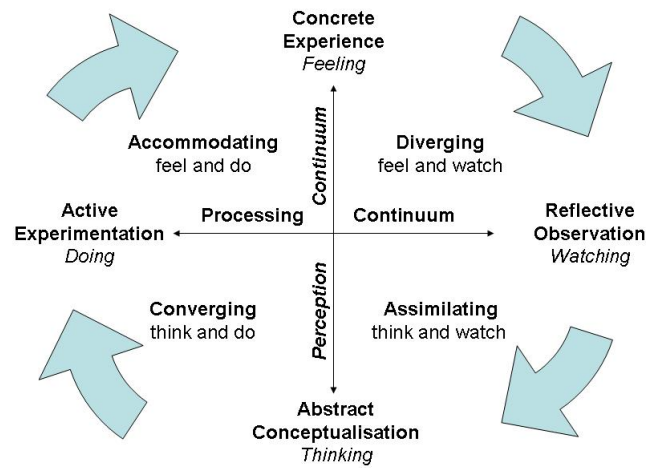 Concrete
Experience
Feeling
Continuum
Accommodating
feel and do
Diverging
feel and watch
Active
Experimentation
Doing
Processing
Continuum
Reflective
Observation
Watching
Perception
Converging
think and do
Assimilating
think and watch
Abstract
Conceptualisation
Thinking